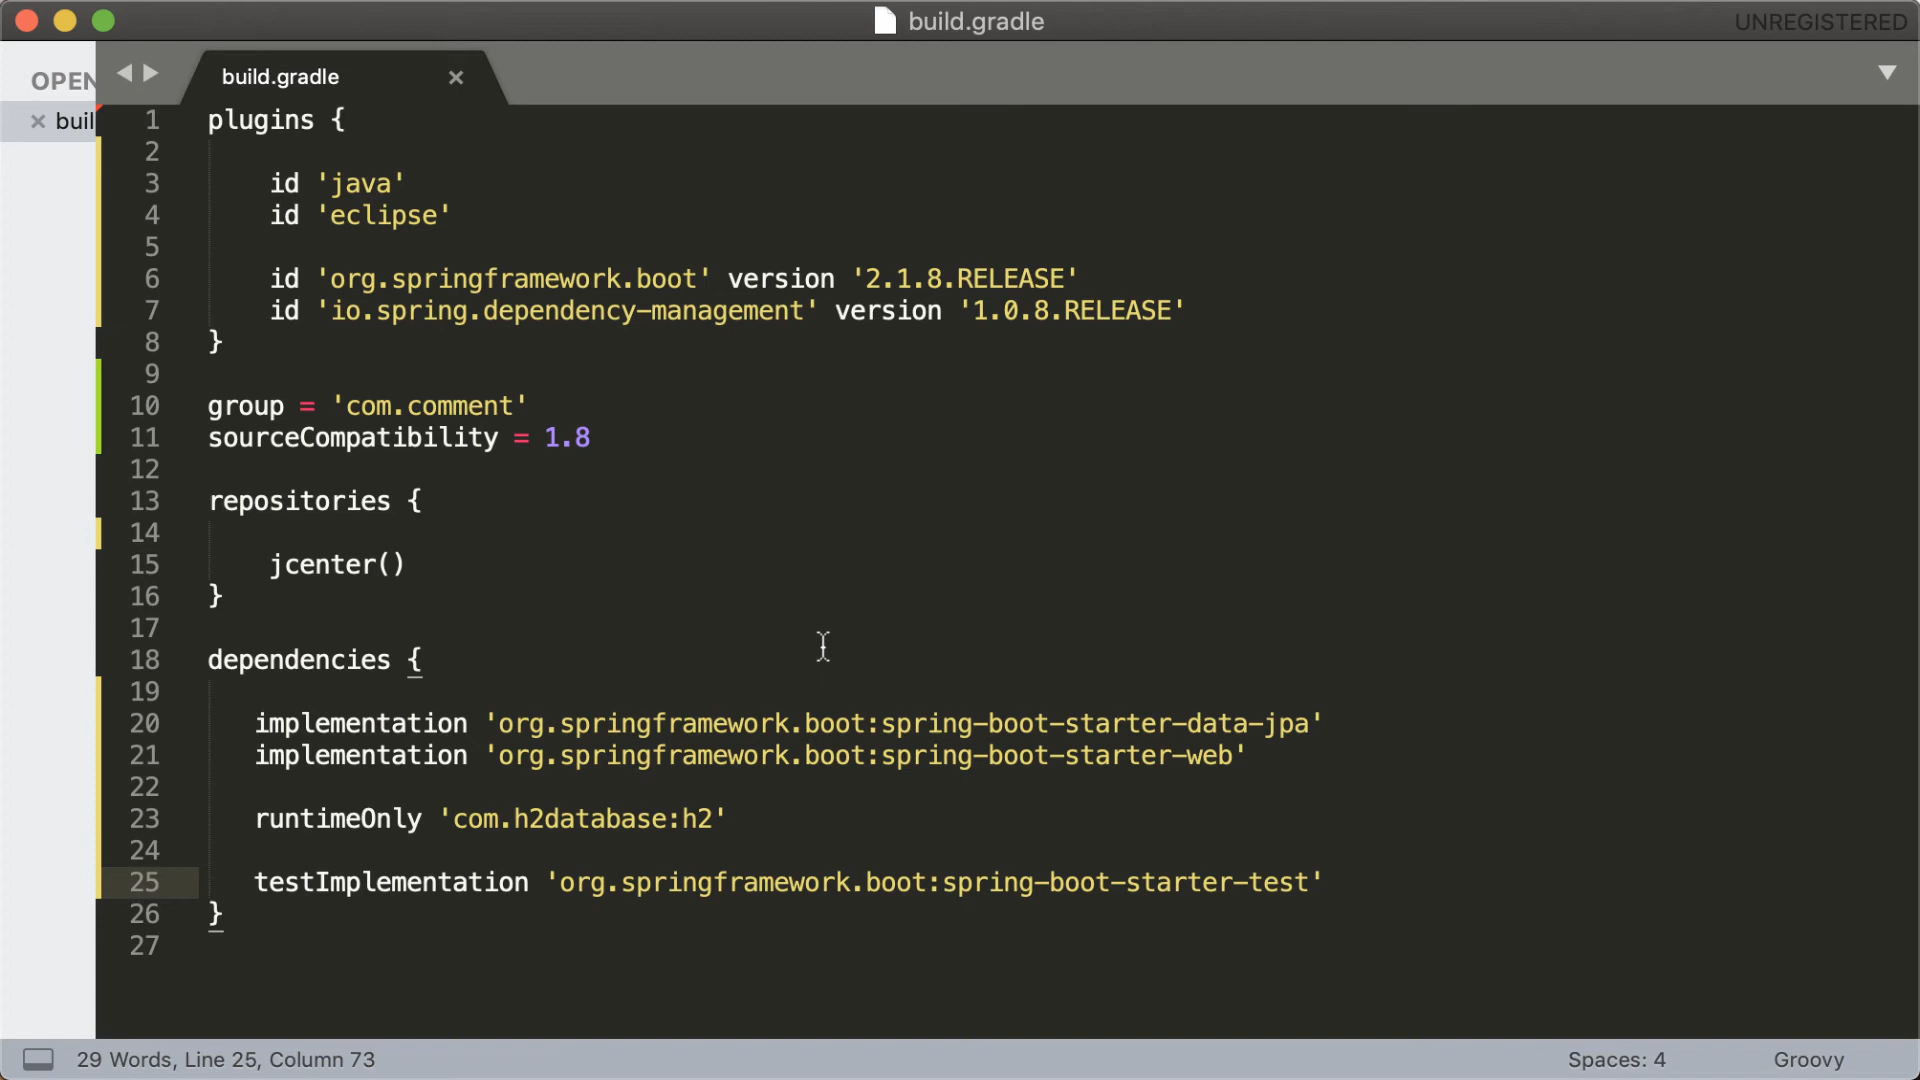 build.gradle
UNREGISTERED
OPEN
build.gradle
buil
1 plugins {
2
3 id 'java'
4 id 'eclipse'
5
6 id 'org.springframework.boot' version '2.1.8.RELEASE'
7 id 'io.spring.dependency-management' version '1.0.8.RELEASE'
8 }
9
10 group = 'com.comment'
11 sourceCompatibility = 1.8
12
13 repositories {
14
15 jcenter()
16 }
17
18 dependencies {
19
20 implementation 'org.springframework.boot:spring-boot-starter-data-jpa'
21 implementation 'org.springframework.boot:spring-boot-starter-web'
22
23 runtimeOnly 'com.h2database:h2'
24
25 testImplementation 'org.springframework.boot:spring-boot-starter-test'
26 }
27
29 Words, Line 25, Column 73
Spaces: 4
Groovy